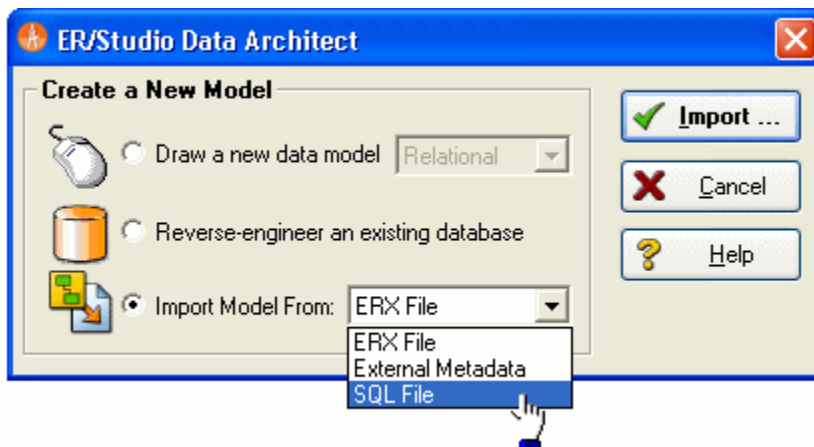 ER/Studio Data Architect
Create a New Model
Draw a new data model Relational
Reverse-engineer an existing database
Import Model From: ERX File
ERX File
External Metadata
SQL File
Import ...
Cancel
Help